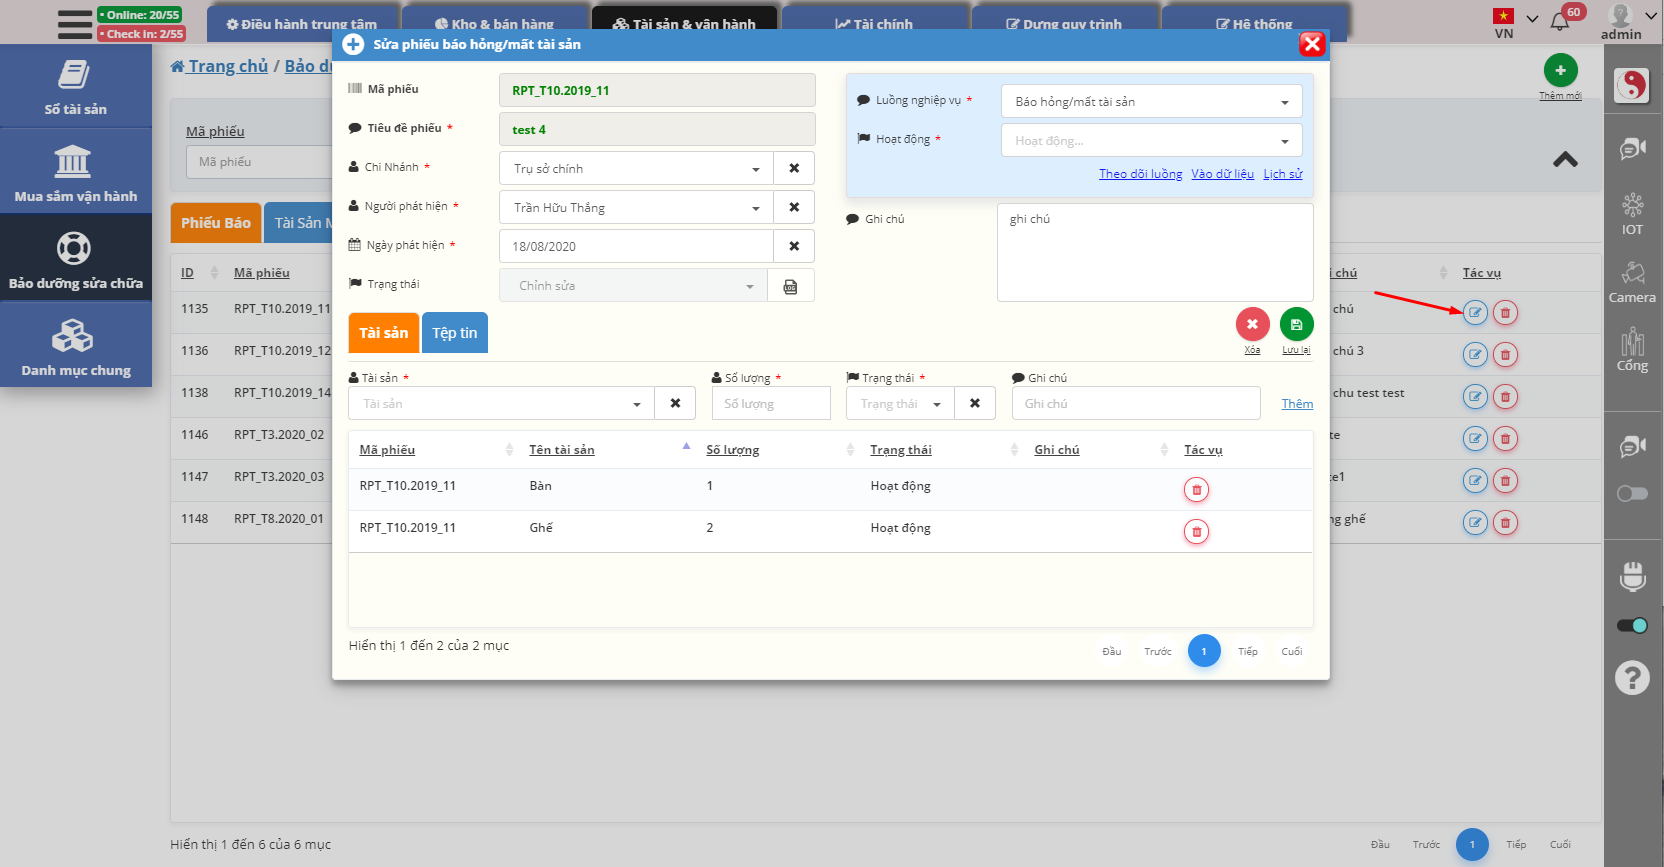 • Online: 20/55
• Check in: 2/55
Điều hành trung tâm
Kho & bán hàng
Tài sản & vận hành
Tài chính
Dựng quy trình
Hệ thống
VN
60
admin
Sổ tài sản
Mua sắm vận hành
Bảo dưỡng sửa chữa
Danh mục chung
Trang chủ / Bảo
Thêm mới
Mã phiếu
Mã phiếu
Phiếu Báo
Tài Sản
ID
Mã phiếu
chú
Tác vụ
1135
RPT_T10.2019_11
chú
1136
RPT_T10.2019_12
chú 3
1138
RPT_T10.2019_14
chu test test
1146
RPT_T3.2020_02
te
1147
RPT_T3.2020_03
te1
1148
RPT_T8.2020_01
ng ghế
Hiển thị 1 đến 6 của 6 mục
Đầu
Trước
1
Tiếp
Cuối
IOT
Camera
Cổng
Sửa phiếu báo hỏng/mất tài sản
Mã phiếu
RPT_T10.2019_11
Tiêu đề phiếu *
test 4
Chi Nhánh *
Trụ sở chính
Người phát hiện *
Trần Hữu Thắng
Ngày phát hiện *
18/08/2020
Trạng thái
Chỉnh sửa
LOG
Luồng nghiệp vụ *
Báo hỏng/mất tài sản
Hoạt động *
Hoạt động...
Theo dõi luồng
Vào dữ liệu
Lịch sử
Ghi chú
ghi chú
Tài sản
Tệp tin
Xóa
Lưu lại
Tài sản *
Tài sản
Số lượng *
Số lượng
Trạng thái *
Trạng thái
Ghi chú
Ghi chú
Thêm
Mã phiếu
Tên tài sản
Số lượng
Trạng thái
Ghi chú
Tác vụ
RPT_T10.2019_11
Bàn
1
Hoạt động
RPT_T10.2019_11
Ghế
2
Hoạt động
Hiển thị 1 đến 2 của 2 mục
Đầu
Trước
1
Tiếp
Cuối